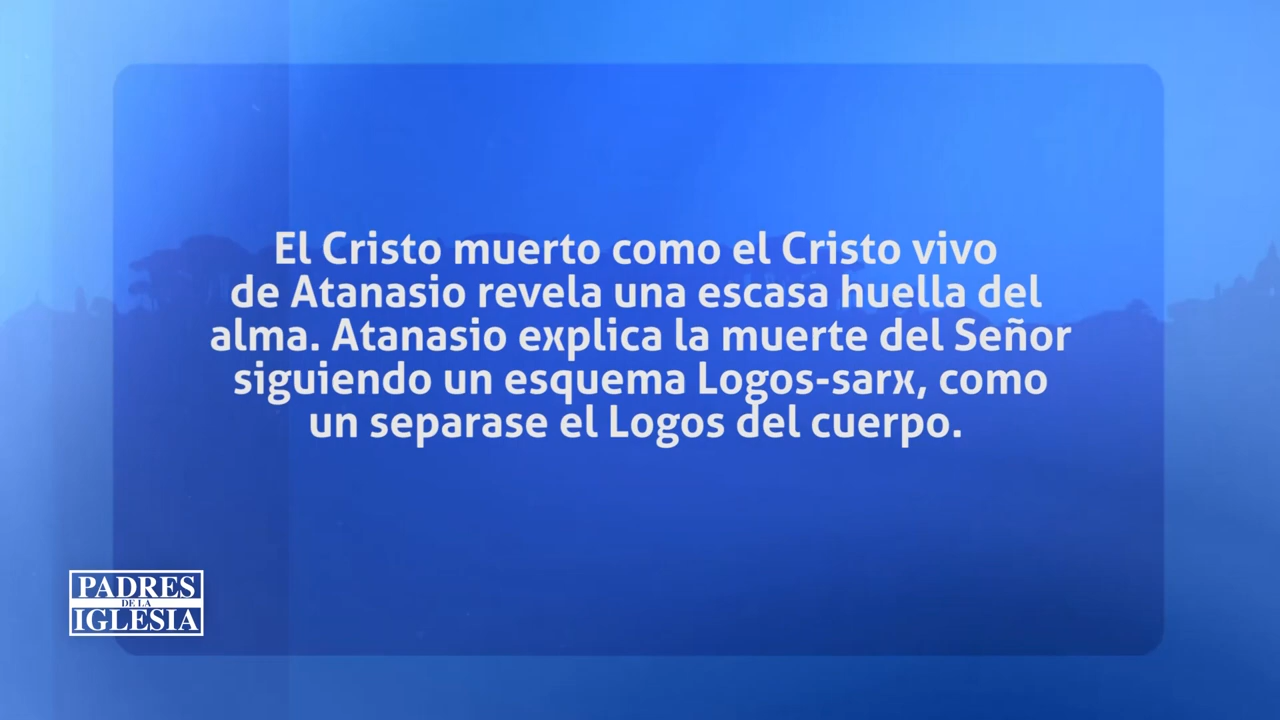 El Cristo muerto como el Cristo vivo
de Atanasio revela una escasa huella del
alma. Atanasio explica la muerte del Señor
siguiendo un esquema Logos-sarx, como
un separase el Logos del cuerpo.
PADRES
DE LA
IGLESIA